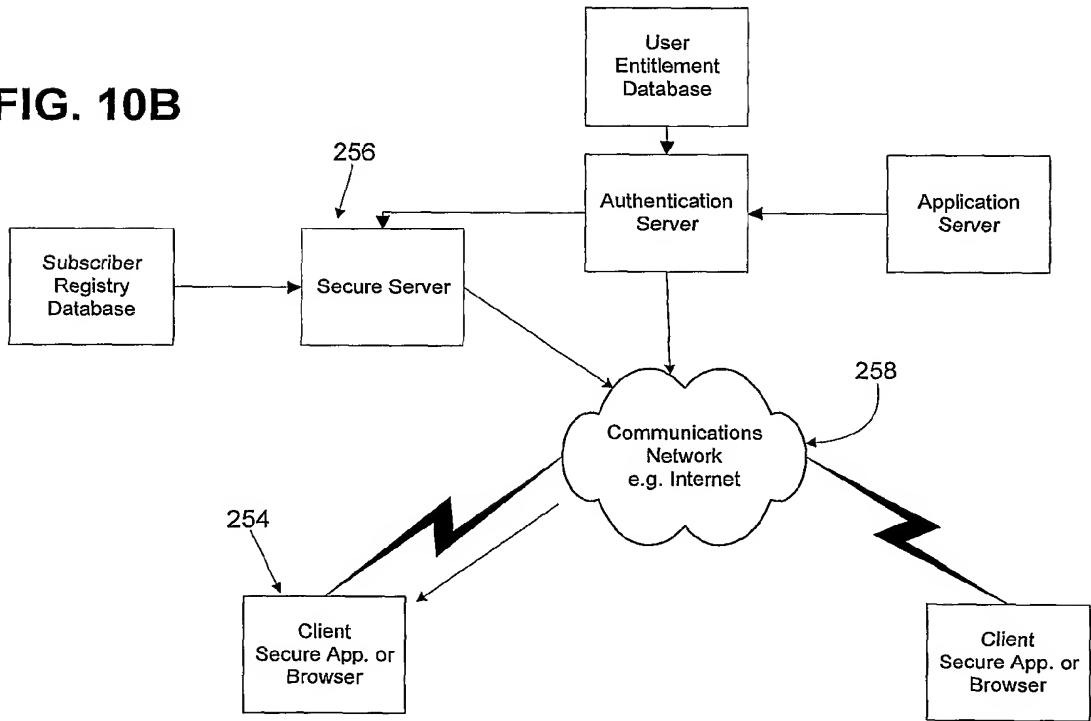 FIG. 10B
User
Entitlement
Database
256
Authentication
Server
Application
Server
Subscriber
Registry
Database
Secure Server
258
Communications
Network
e.g. Internet
254
Client
Secure App. or
Browser
Client
Secure App. or
Browser